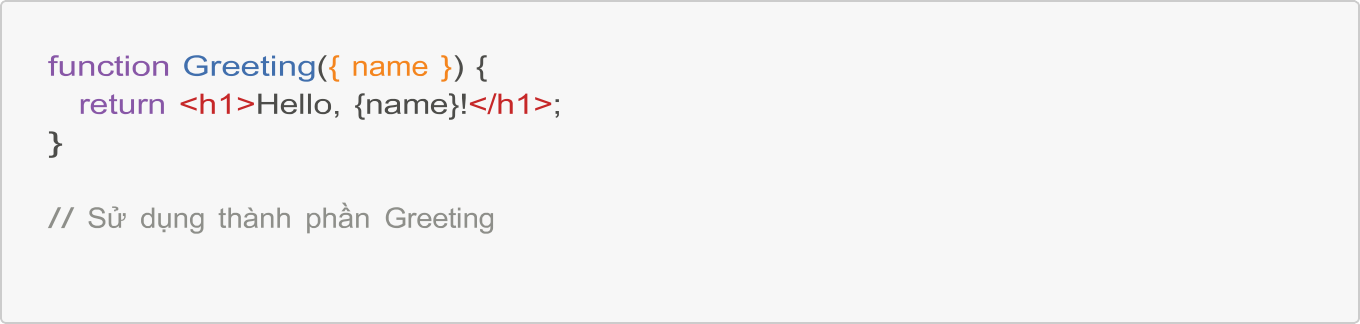 function Greeting({ name }) {
return <h1>Hello, {name}!</h1>;
}
// Sử dụng thành phần Greeting